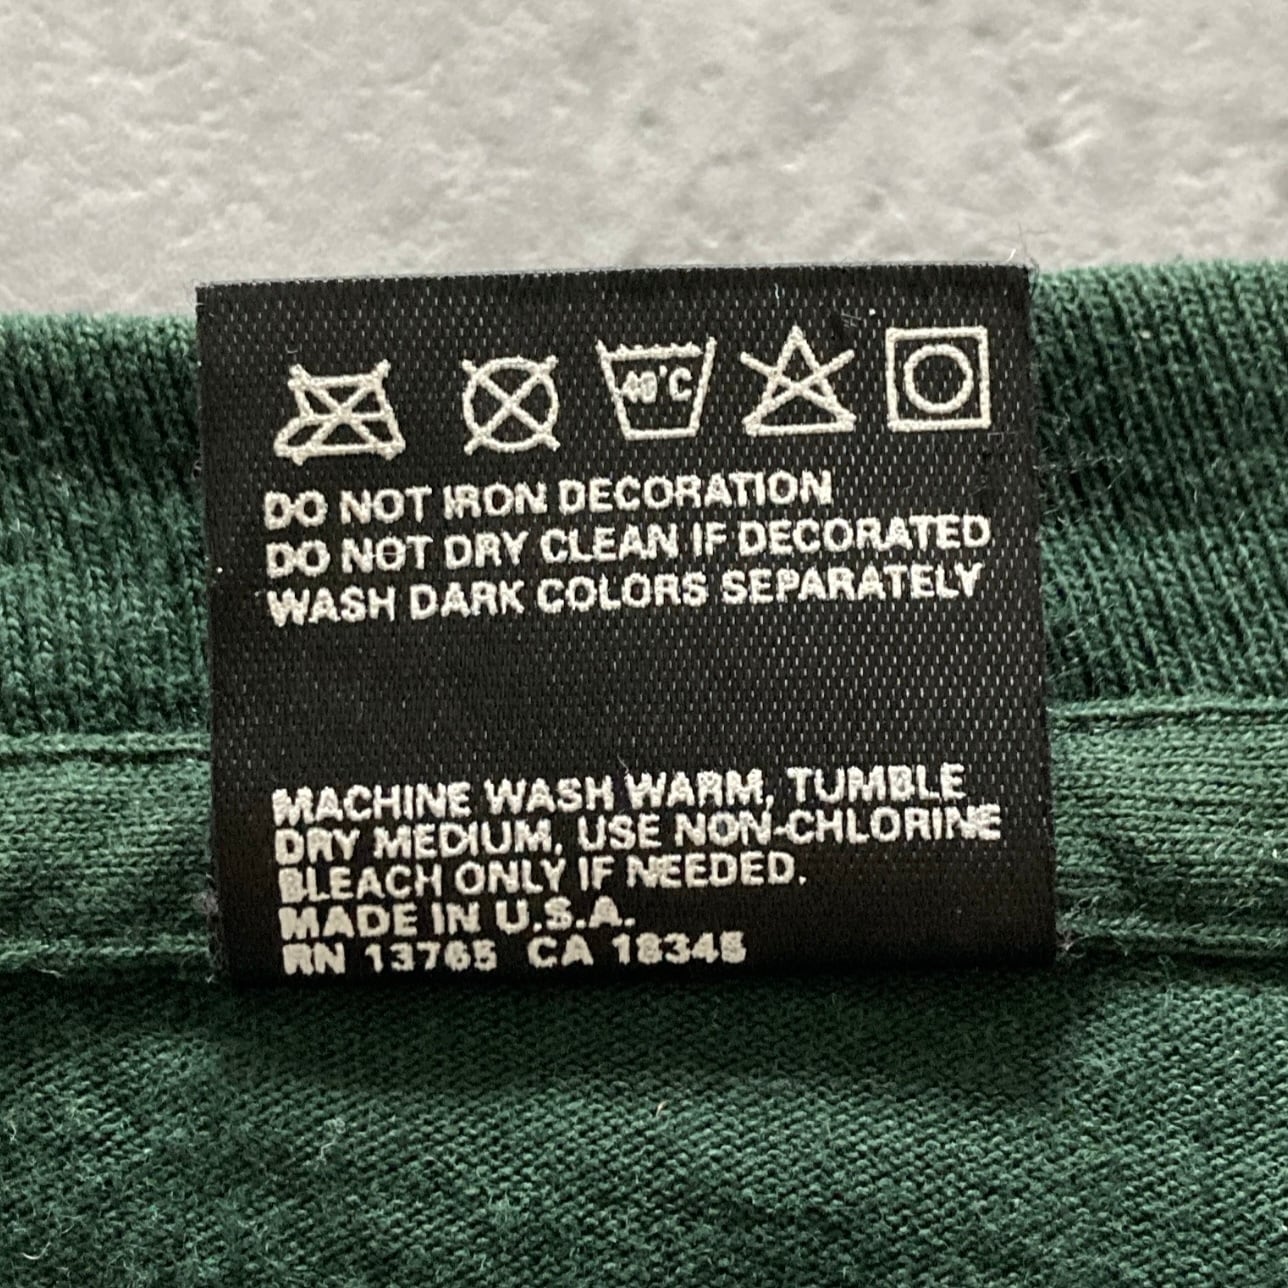 40°C
DO NOT IRON DECORATION
DO NOT DRY CLEAN IF DECORATED
WASH DARK COLORS SEPARATELY
MACHINE WASH WARM, TUMBLE
DRY MEDIUM, USE NON-CHLORINE
BLEACH ONLY IF NEEDED.
MADE IN U.S.A.
RN 13765 CA 18345